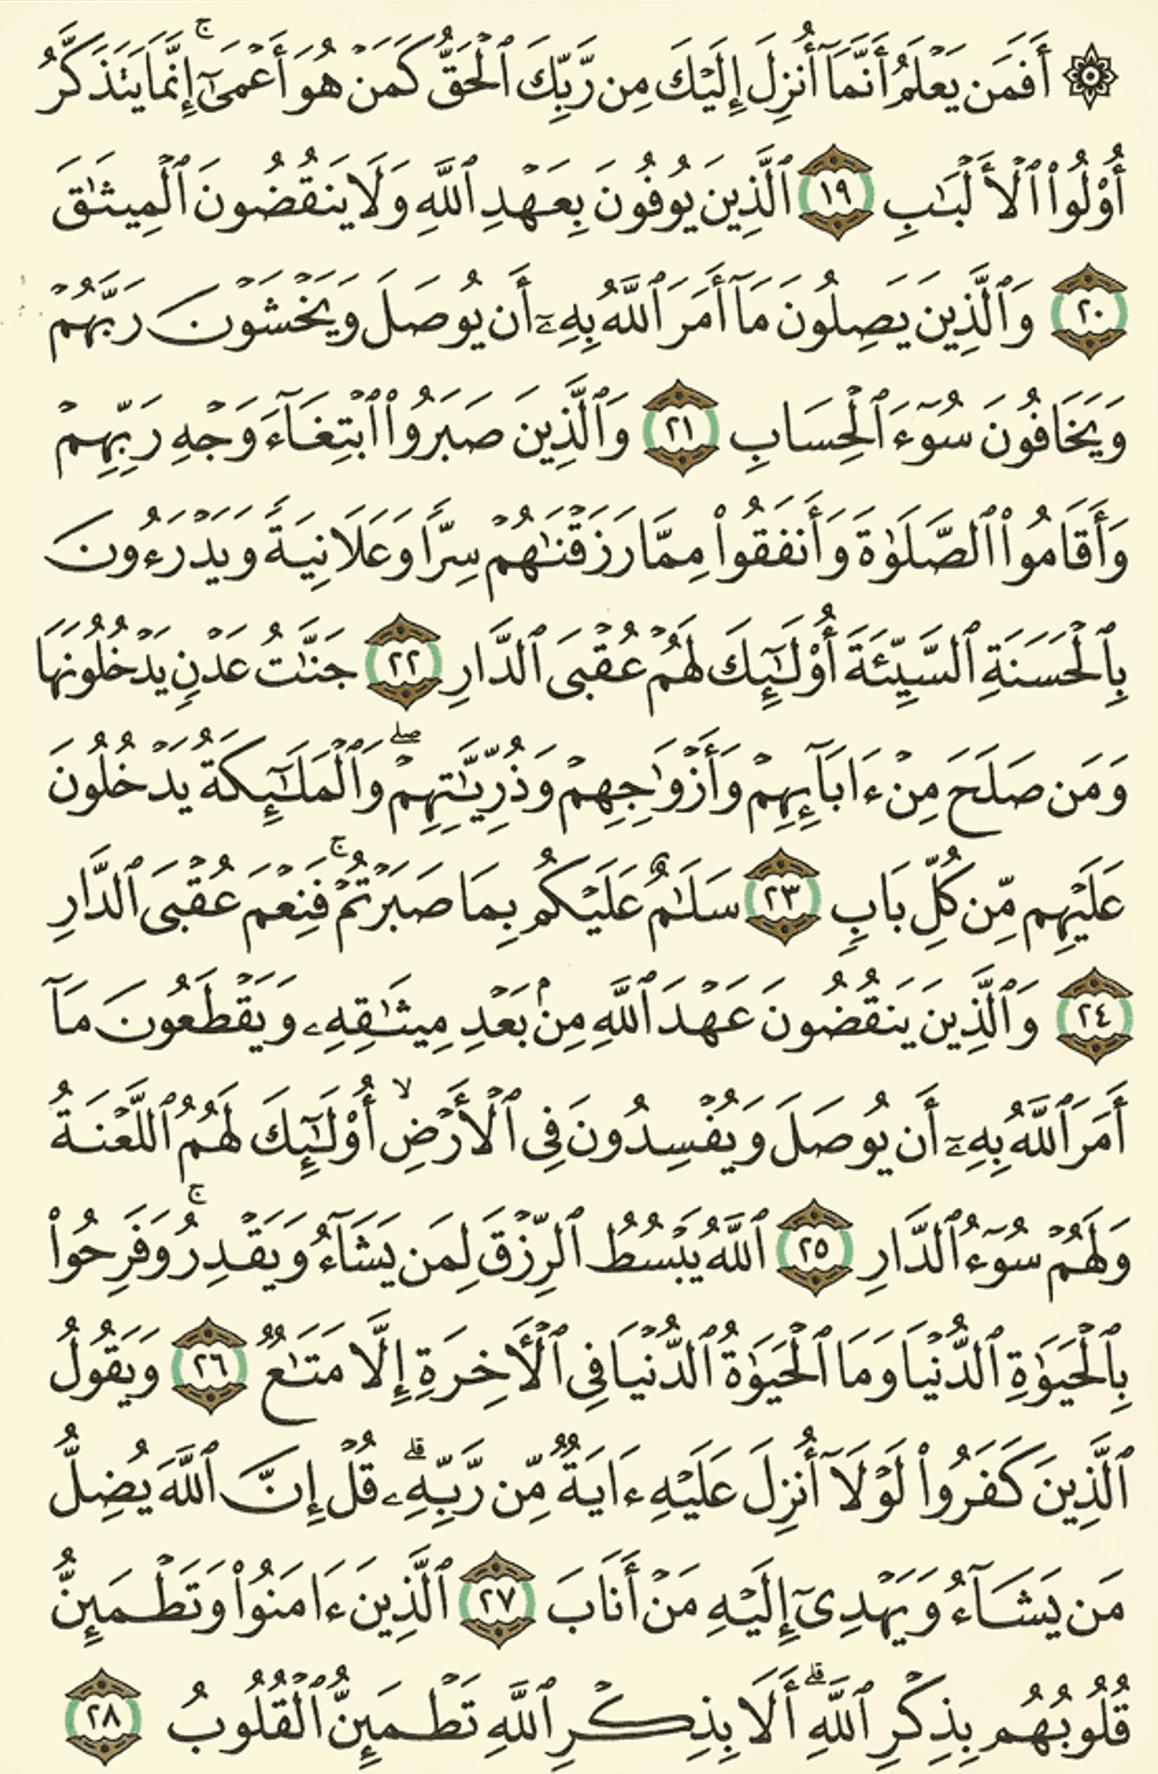 ۞ أَفَمَن يَعْلَمُ أَنَّمَآ أُنزِلَ إِلَيْكَ مِن رَّبِّكَ ٱلْحَقُّ كَمَنْ هُوَ أَعْمَىٰٓ ۚ إِنَّمَا يَتَذَكَّرُ
أُو۟لُوا۟ ٱلْأَلْبَٰبِ ١٩ ٱلَّذِينَ يُوفُونَ بِعَهْدِ ٱللَّهِ وَلَا يَنقُضُونَ ٱلْمِيثَٰقَ
٢٠ وَٱلَّذِينَ يَصِلُونَ مَآ أَمَرَ ٱللَّهُ بِهِۦٓ أَن يُوصَلَ وَيَخْشَوْنَ رَبَّهُمْ
وَيَخَافُونَ سُوٓءَ ٱلْحِسَابِ ٢١ وَٱلَّذِينَ صَبَرُوا۟ ٱبْتِغَآءَ وَجْهِ رَبِّهِمْ
وَأَقَامُوا۟ ٱلصَّلَوٰةَ وَأَنفَقُوا۟ مِمَّا رَزَقْنَٰهُمْ سِرًّا وَعَلَانِيَةً وَيَدْرَءُونَ
بِٱلْحَسَنَةِ ٱلسَّيِّئَةَ أُو۟لَٰٓئِكَ لَهُمْ عُقْبَى ٱلدَّارِ ٢٢ جَنَّٰتُ عَدْنٍ يَدْخُلُونَهَا
وَمَن صَلَحَ مِنْ ءَابَآئِهِمْ وَأَزْوَٰجِهِمْ وَذُرِّيَّٰتِهِمْ ۖ وَٱلْمَلَٰٓئِكَةُ يَدْخُلُونَ
عَلَيْهِم مِّن كُلِّ بَابٍ ٢٣ سَلَٰمٌ عَلَيْكُم بِمَا صَبَرْتُمْ ۚ فَنِعْمَ عُقْبَى ٱلدَّارِ
٢٤ وَٱلَّذِينَ يَنقُضُونَ عَهْدَ ٱللَّهِ مِنۢ بَعْدِ مِيثَٰقِهِۦ وَيَقْطَعُونَ مَآ
أَمَرَ ٱللَّهُ بِهِۦٓ أَن يُوصَلَ وَيُفْسِدُونَ فِى ٱلْأَرْضِ ۙ أُو۟لَٰٓئِكَ لَهُمُ ٱللَّعْنَةُ
وَلَهُمْ سُوٓءُ ٱلدَّارِ ٢٥ ٱللَّهُ يَبْسُطُ ٱلرِّزْقَ لِمَن يَشَآءُ وَيَقْدِرُ ۚ وَفَرِحُوا۟
بِٱلْحَيَوٰةِ ٱلدُّنْيَا وَمَا ٱلْحَيَوٰةُ ٱلدُّنْيَا فِى ٱلْءَاخِرَةِ إِلَّا مَتَٰعٌ ٢٦ وَيَقُولُ
ٱلَّذِينَ كَفَرُوا۟ لَوْلَآ أُنزِلَ عَلَيْهِ ءَايَةٌ مِّن رَّبِّهِۦ ۗ قُلْ إِنَّ ٱللَّهَ يُضِلُّ
مَن يَشَآءُ وَيَهْدِىٓ إِلَيْهِ مَنْ أَنَابَ ٢٧ ٱلَّذِينَ ءَامَنُوا۟ وَتَطْمَئِنُّ
قُلُوبُهُم بِذِكْرِ ٱللَّهِ ۗ أَلَا بِذِكْرِ ٱللَّهِ تَطْمَئِنُّ ٱلْقُلُوبُ ٢٨